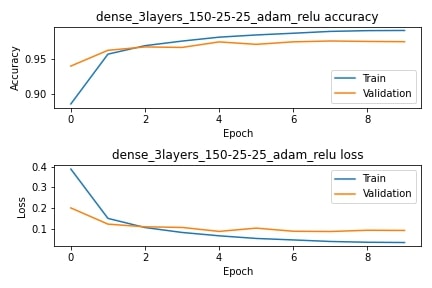 dense_3layers_150-25-25_adam_relu accuracy
0.95
0.90
Accuracy
Train
Validation
0 2 4 6 8
Epoch
dense_3layers_150-25-25_adam_relu loss
0.4
0.3
0.2
0.1
Loss
Train
Validation
0 2 4 6 8
Epoch